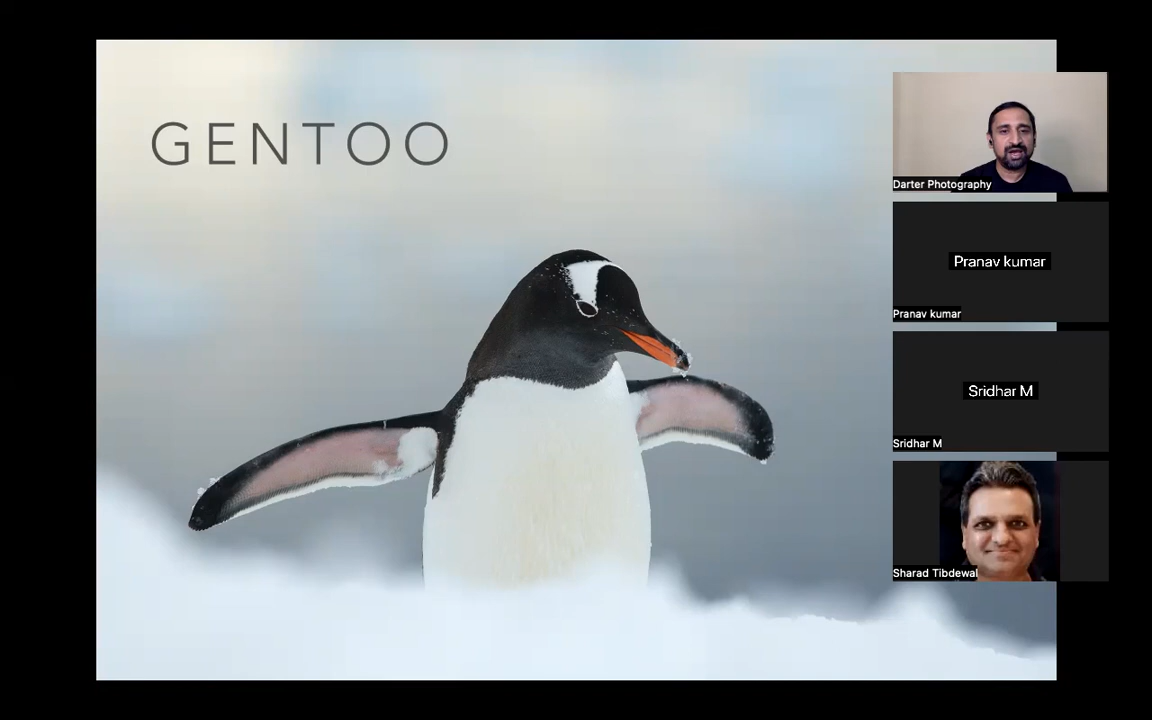 GENTOO
Darter Photography
Pranav kumar
Pranav kumar
Sridhar M
Sridhar M
Sharad Tibdewal